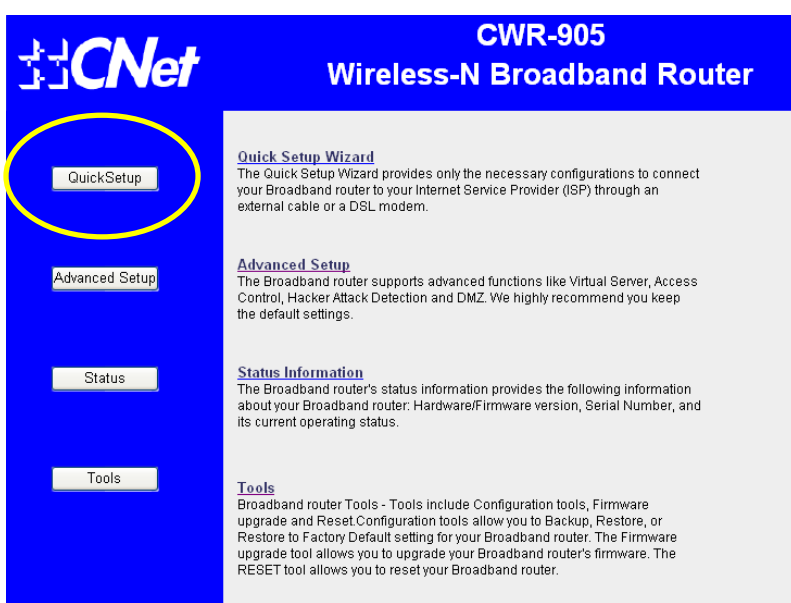 CNet
CWR-905
Wireless-N Broadband Router
QuickSetup
Quick Setup Wizard
The Quick Setup Wizard provides only the necessary configurations to connect
your Broadband router to your Internet Service Provider (ISP) through an
external cable or a DSL modem.
Advanced Setup
Advanced Setup
The Broadband router supports advanced functions like Virtual Server, Access
Control, Hacker Attack Detection and DMZ. We highly recommend you keep
the default settings.
Status
Status Information
The Broadband router's status information provides the following information
about your Broadband router: Hardware/Firmware version, Serial Number, and
its current operating status.
Tools
Tools
Broadband router Tools - Tools include Configuration tools, Firmware
upgrade and Reset.Configuration tools allow you to Backup, Restore, or
Restore to Factory Default setting for your Broadband router. The Firmware
upgrade tool allows you to upgrade your Broadband router's firmware. The
RESET tool allows you to reset your Broadband router.